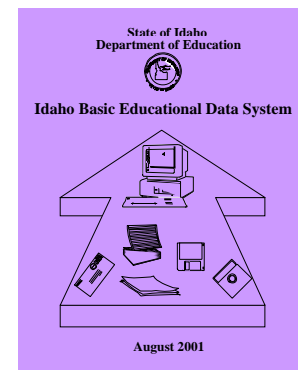 State of Idaho
Department of Education
Idaho Basic Educational Data System
August 2001